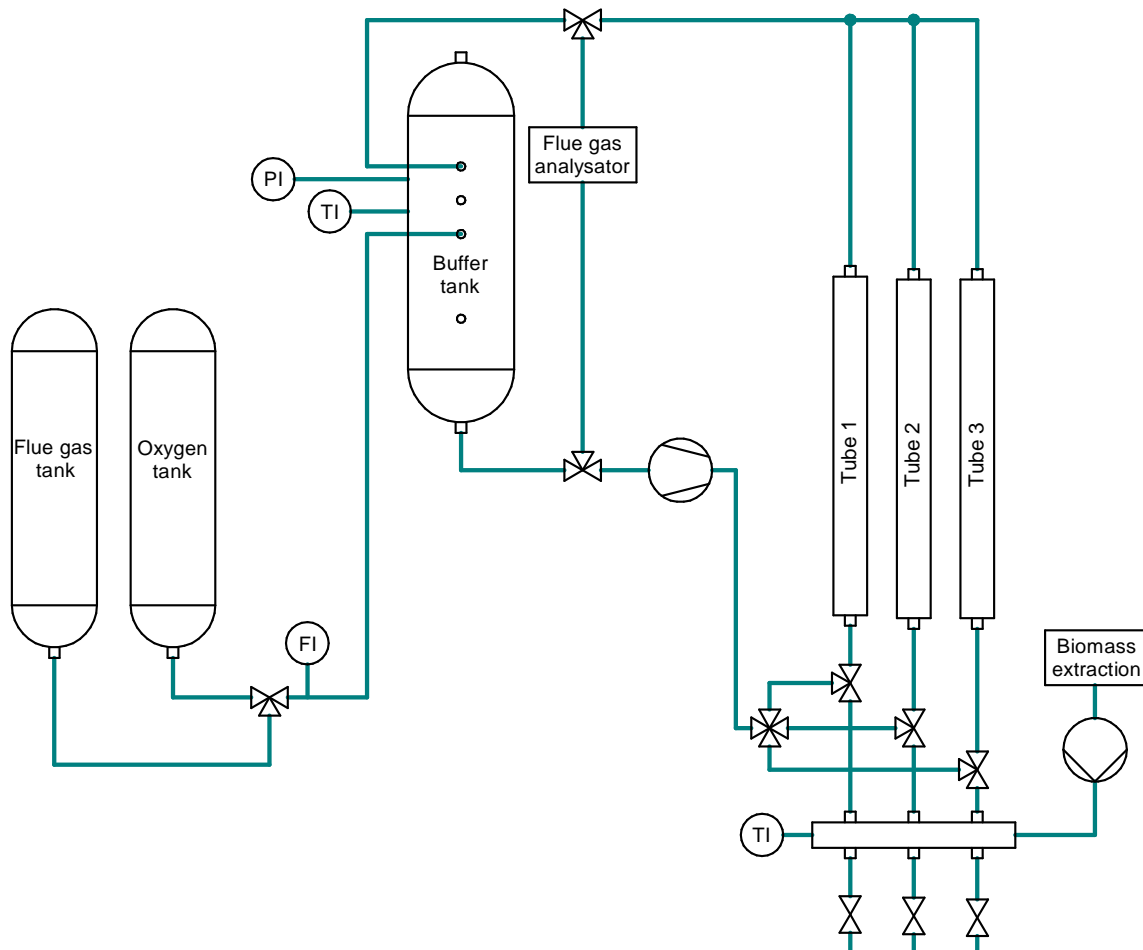 Flue gas
analysator
PI
TI
Buffer
tank
Flue gas
tank
Oxygen
tank
Tube 1
Tube 2
Tube 3
FI
Biomass
extraction
TI